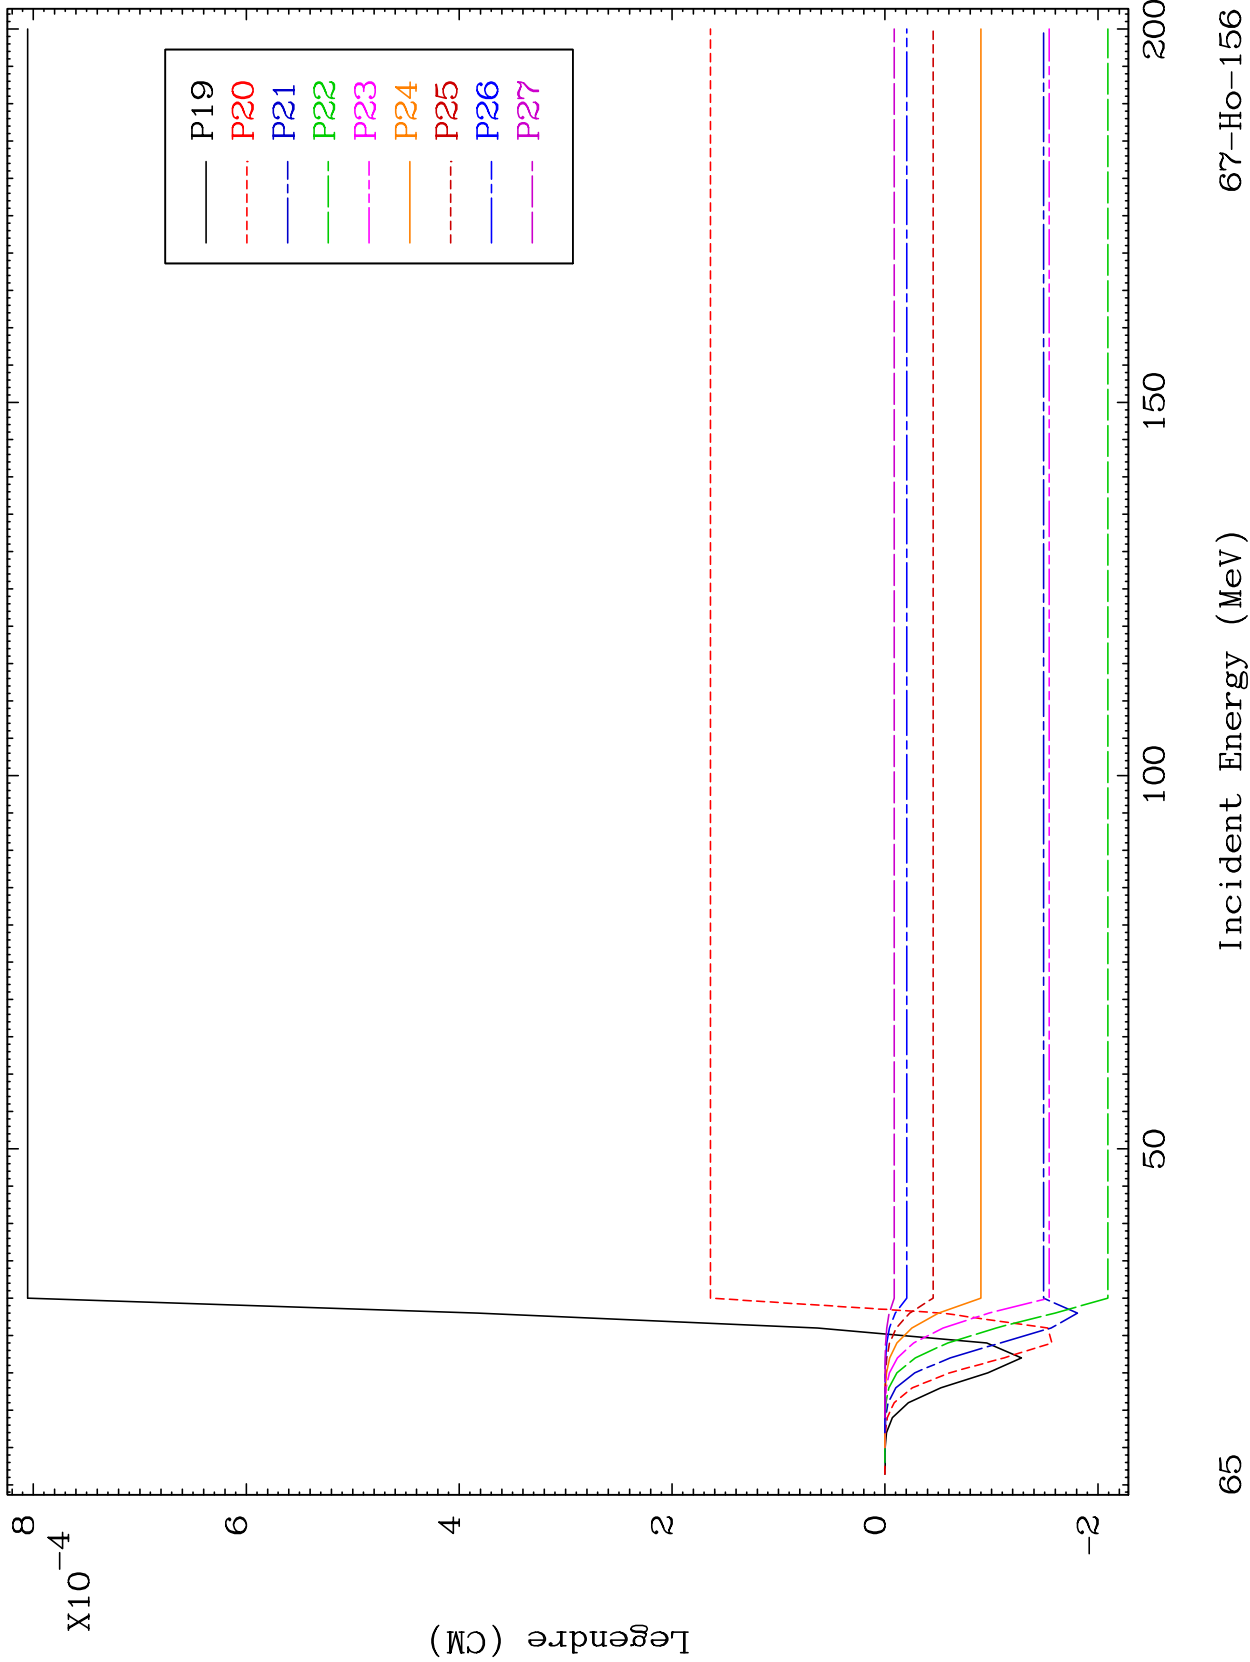 X10⁻⁴
8
6
4
2
0
-2
Legendre (CM)
P19
P20
P21
P22
P23
P24
P25
P26
P27
50
100
150
200
65
Incident Energy (MeV)
67-Ho-156